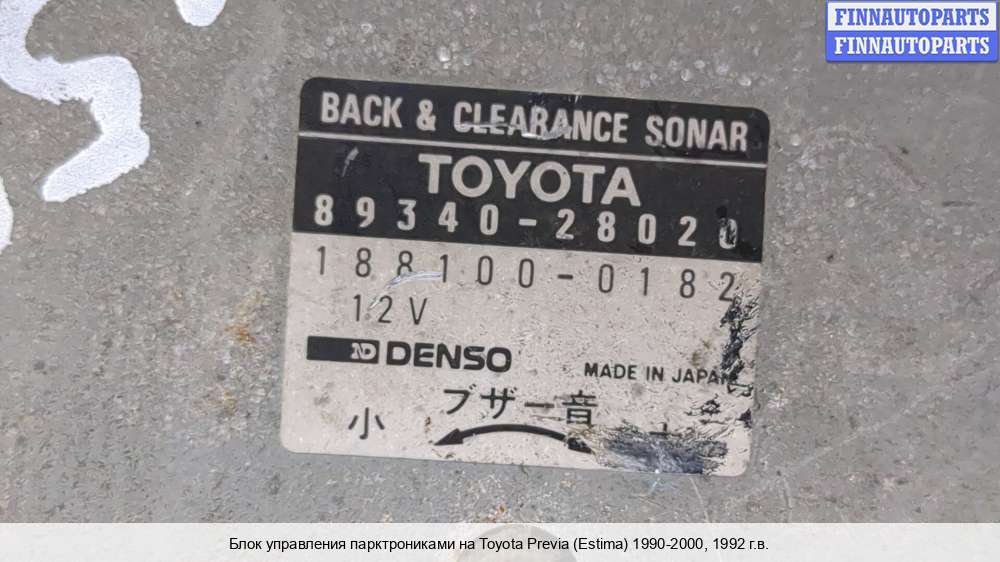 FINNAUTOPARTS
FINNAUTOPARTS
BACK & CLEARANCE SONAR
TOYOTA
89340-28020
188100-0182
12V
ND DENSO
MADE IN JAPAN
ブザー音
小
Блок управления парктрониками на Toyota Previa (Estima) 1990-2000, 1992 г.в.